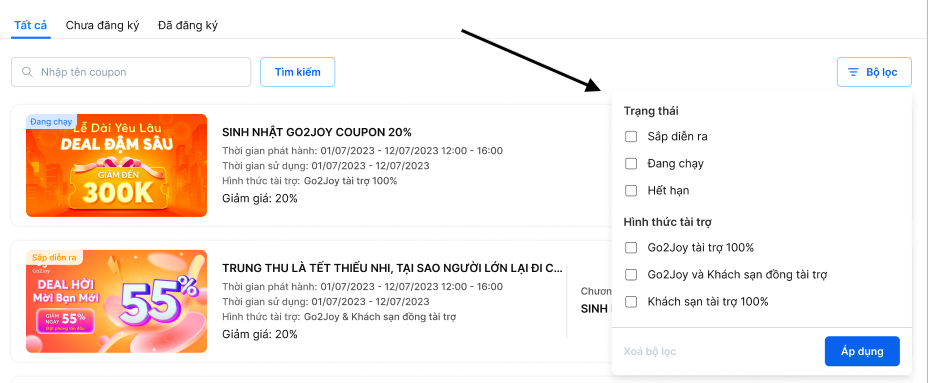 Tất cả
Chưa đăng ký
Đã đăng ký
Nhập tên coupon
Tìm kiếm
Bộ lọc
Đang chạy
Lễ Dài Yêu Lâu
DEAL ĐẬM SÂU
GIẢM ĐẾN
300K
SINH NHẬT GO2JOY COUPON 20%
Thời gian phát hành: 01/07/2023 - 12/07/2023 12:00 - 16:00
Thời gian sử dụng: 01/07/2023 - 12/07/2023
Hình thức tài trợ: Go2Joy tài trợ 100%
Giảm giá: 20%
Sắp diễn ra
Go2Joy
DEAL HỜI
Mời Bạn Mới
GIẢM
NGAY 55%
Đặt phòng lần đầu
55%
TRUNG THU LÀ TẾT THIẾU NHI, TẠI SAO NGƯỜI LỚN LẠI ĐI C...
Thời gian phát hành: 01/07/2023 - 12/07/2023 12:00 - 16:00
Thời gian sử dụng: 01/07/2023 - 12/07/2023
Hình thức tài trợ: Go2Joy & Khách sạn đồng tài trợ
Giảm giá: 20%
Chươn
SINH
Trạng thái
Sắp diễn ra
Đang chạy
Hết hạn
Hình thức tài trợ
Go2Joy tài trợ 100%
Go2Joy và Khách sạn đồng tài trợ
Khách sạn tài trợ 100%
Xoá bộ lọc
Áp dụng